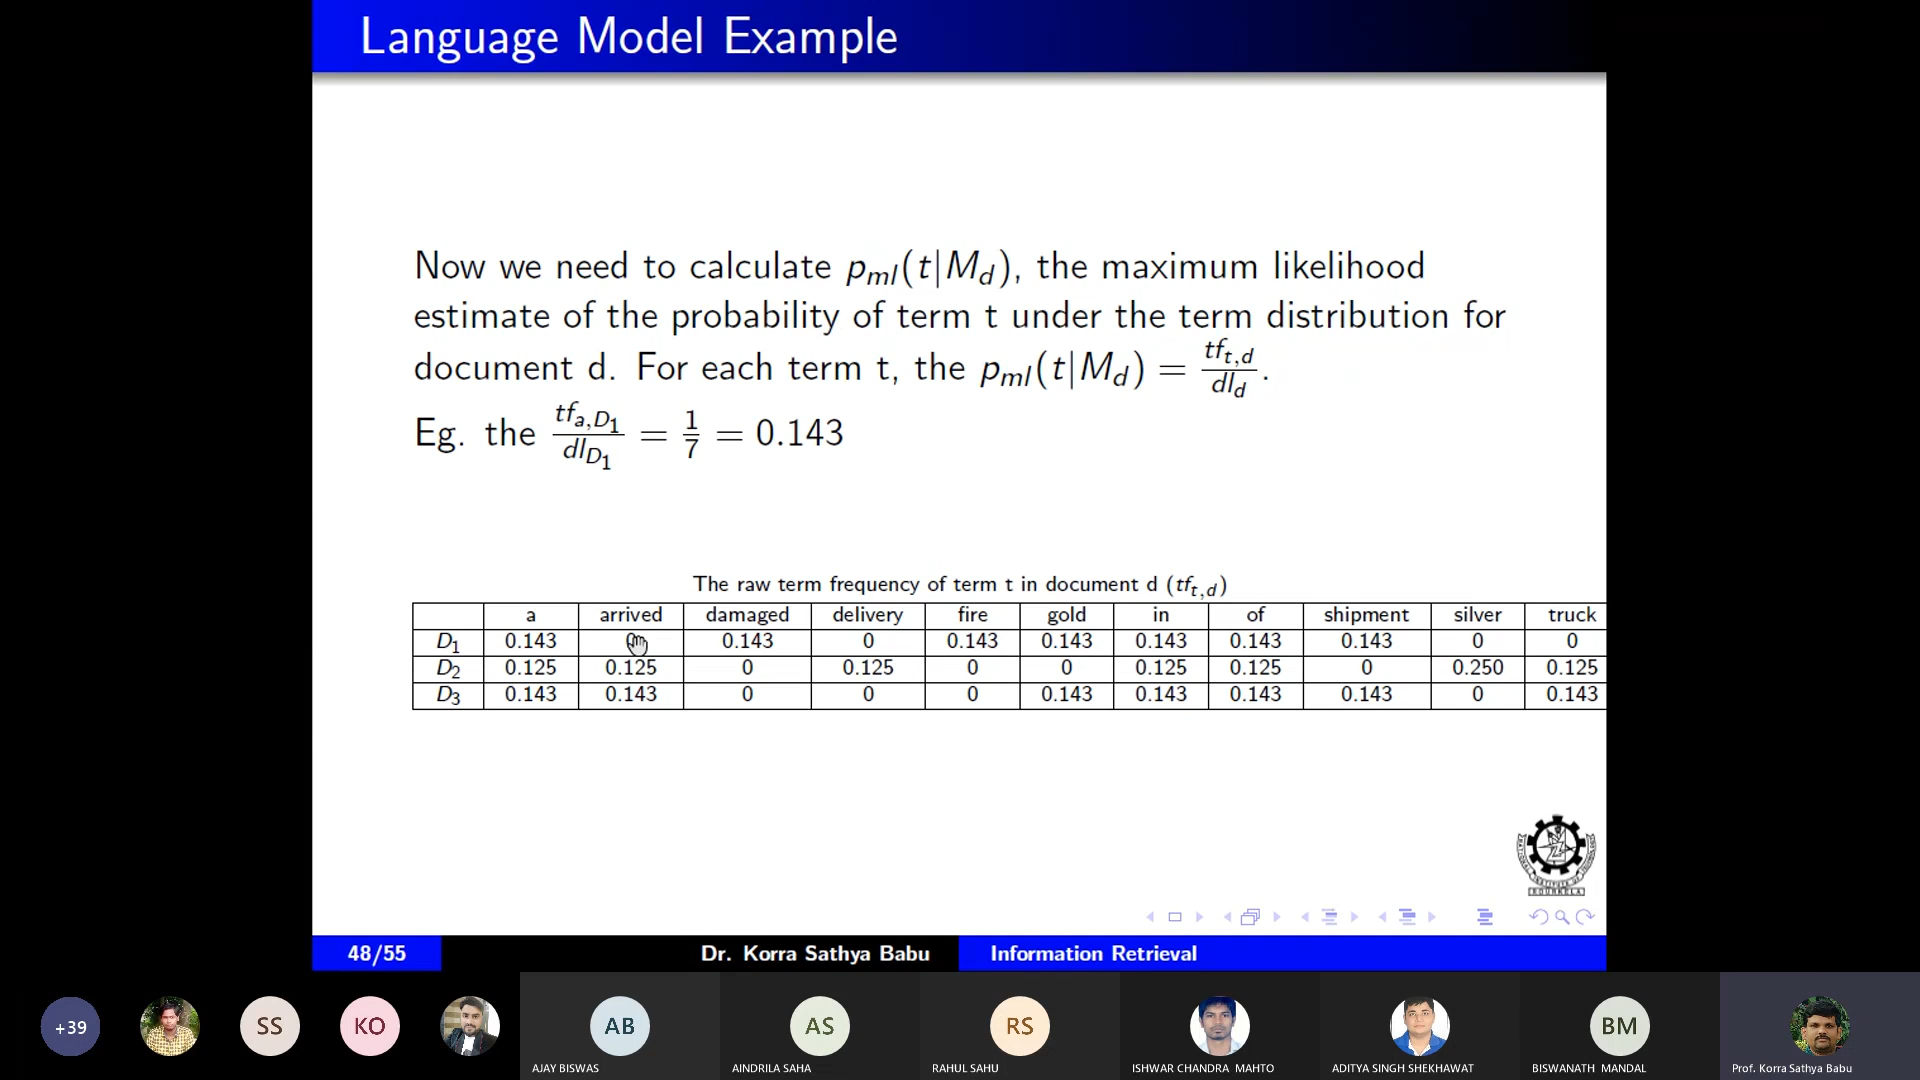 Language Model Example
Now we need to calculate p_ml(t|M_d), the maximum likelihood
estimate of the probability of term t under the term distribution for
document d. For each term t, the p_ml(t|M_d) = tf_t,d / dl_d.
Eg. the tf_a,D1 / dl_D1 = 1/7 = 0.143
The raw term frequency of term t in document d (tf_t,d)
a arrived damaged delivery fire gold in of shipment silver truck
D1 0.143 0 0.143 0 0.143 0.143 0.143 0.143 0.143 0 0
D2 0.125 0.125 0 0.125 0 0 0.125 0.125 0 0.250 0.125
D3 0.143 0.143 0 0 0 0.143 0.143 0.143 0.143 0 0.143
48/55 Dr. Korra Sathya Babu Information Retrieval
+39 SS KO AB AS RS BM
AJAY BISWAS AINDRILA SAHA RAHUL SAHU ISHWAR CHANDRA MAHTO ADITYA SINGH SHEKHAWAT BISWANATH MANDAL Prof. Korra Sathya Babu